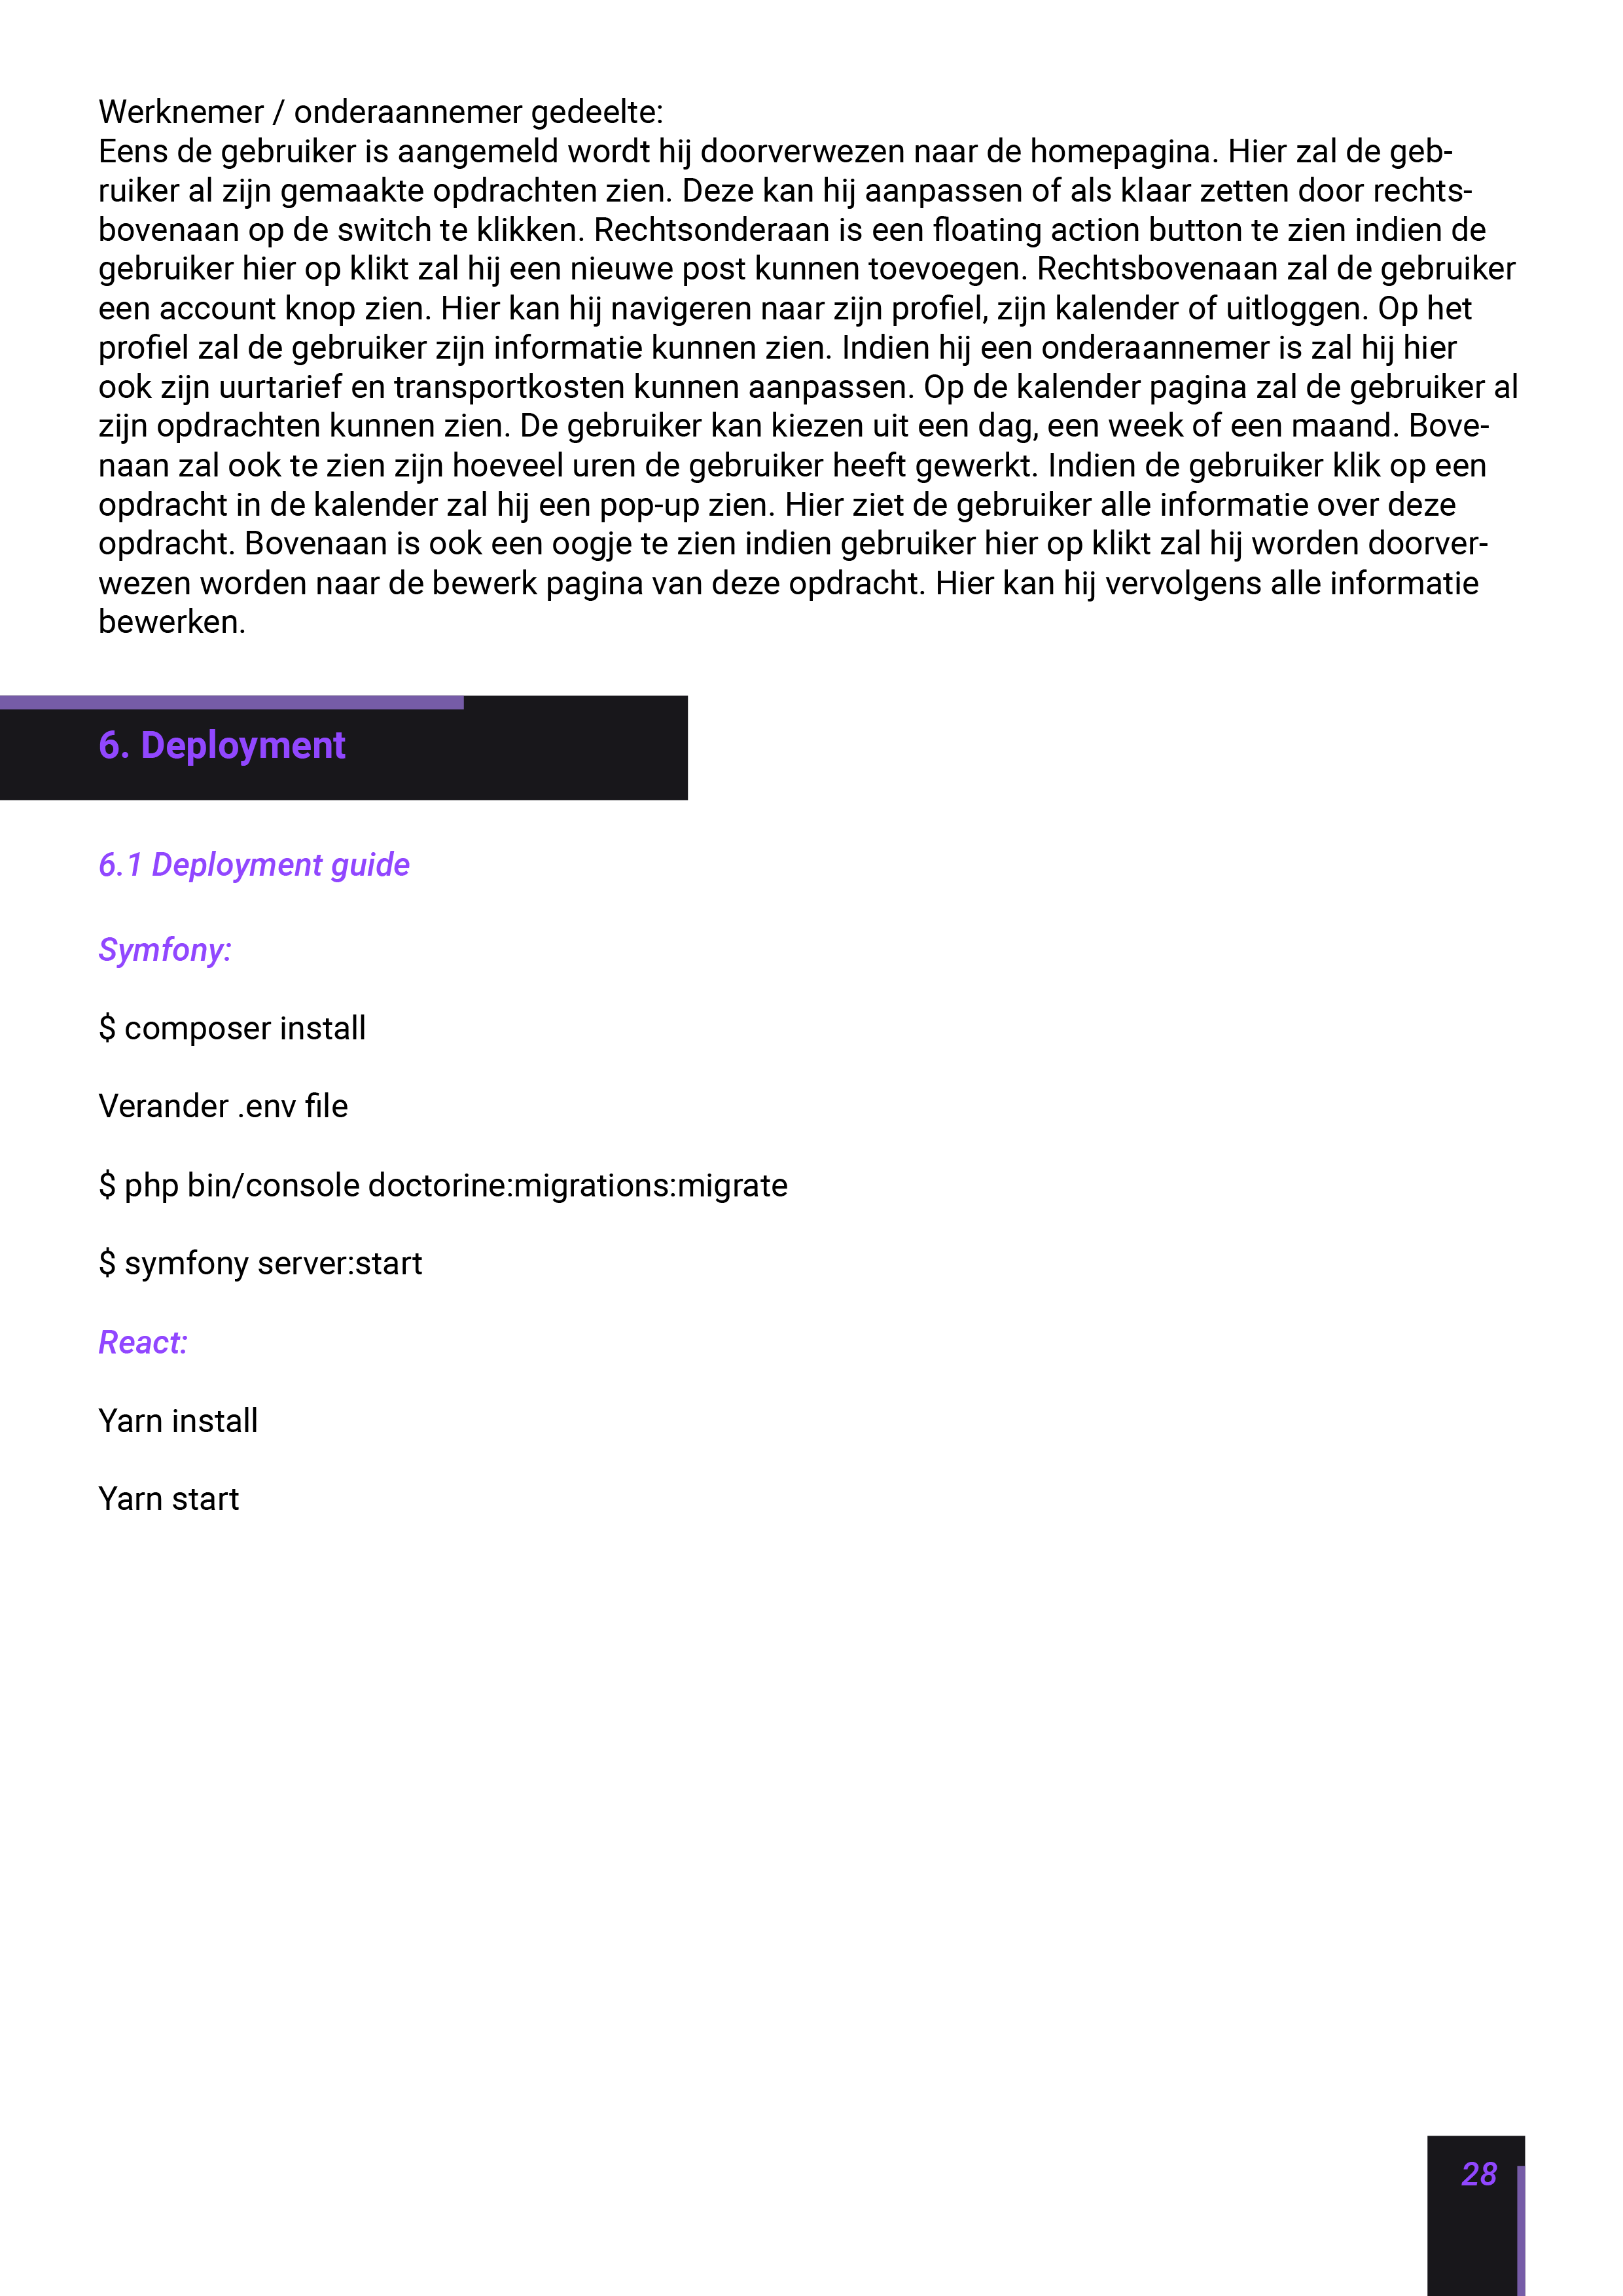 Werknemer / onderaannemer gedeelte:
Eens de gebruiker is aangemeld wordt hij doorverwezen naar de homepagina. Hier zal de geb-
ruiker al zijn gemaakte opdrachten zien. Deze kan hij aanpassen of als klaar zetten door rechts-
bovenaan op de switch te klikken. Rechtsonderaan is een floating action button te zien indien de
gebruiker hier op klikt zal hij een nieuwe post kunnen toevoegen. Rechtsbovenaan zal de gebruiker
een account knop zien. Hier kan hij navigeren naar zijn profiel, zijn kalender of uitloggen. Op het
profiel zal de gebruiker zijn informatie kunnen zien. Indien hij een onderaannemer is zal hij hier
ook zijn uurtarief en transportkosten kunnen aanpassen. Op de kalender pagina zal de gebruiker al
zijn opdrachten kunnen zien. De gebruiker kan kiezen uit een dag, een week of een maand. Bove-
naan zal ook te zien zijn hoeveel uren de gebruiker heeft gewerkt. Indien de gebruiker klik op een
opdracht in de kalender zal hij een pop-up zien. Hier ziet de gebruiker alle informatie over deze
opdracht. Bovenaan is ook een oogje te zien indien gebruiker hier op klikt zal hij worden doorver-
wezen worden naar de bewerk pagina van deze opdracht. Hier kan hij vervolgens alle informatie
bewerken.
6. Deployment
6.1 Deployment guide
Symfony:
$ composer install
Verander .env file
$ php bin/console doctorine:migrations:migrate
$ symfony server:start
React:
Yarn install
Yarn start
28